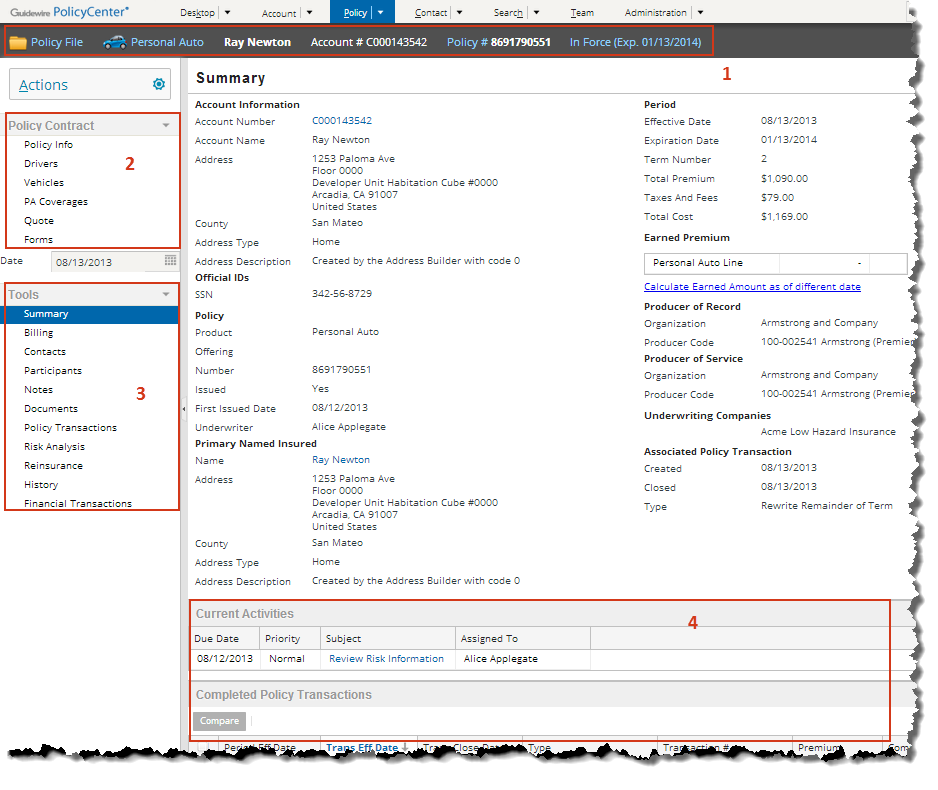 Guidewire PolicyCenter® Desktop Account Policy Contact Search Team Administration
Policy File Personal Auto Ray Newton Account # C000143542 Policy # 8691790551 In Force (Exp. 01/13/2014)
Actions
Policy Contract
Policy Info
Drivers
2
Vehicles
PA Coverages
Quote
Forms
Date 08/13/2013
Tools
Summary
Billing
Contacts
Participants
Notes
3
Documents
Policy Transactions
Risk Analysis
Reinsurance
History
Financial Transactions
Summary
1
Account Information
Account Number C000143542
Account Name Ray Newton
Address 1253 Paloma Ave
Floor 0000
Developer Unit Habitation Cube #0000
Arcadia, CA 91007
United States
County San Mateo
Address Type Home
Address Description Created by the Address Builder with code 0
Official IDs
SSN 342-56-8729
Policy
Product Personal Auto
Offering
Number 8691790551
Issued Yes
First Issued Date 08/12/2013
Underwriter Alice Applegate
Primary Named Insured
Name Ray Newton
Address 1253 Paloma Ave
Floor 0000
Developer Unit Habitation Cube #0000
Arcadia, CA 91007
United States
County San Mateo
Address Type Home
Address Description Created by the Address Builder with code 0
Period
Effective Date 08/13/2013
Expiration Date 01/13/2014
Term Number 2
Total Premium $1,090.00
Taxes And Fees $79.00
Total Cost $1,169.00
Earned Premium
Personal Auto Line -
Calculate Earned Amount as of different date
Producer of Record
Organization Armstrong and Company
Producer Code 100-002541 Armstrong (Premier
Producer of Service
Organization Armstrong and Company
Producer Code 100-002541 Armstrong (Premier
Underwriting Companies
Acme Low Hazard Insurance
Associated Policy Transaction
Created 08/13/2013
Closed 08/13/2013
Type Rewrite Remainder of Term
Current Activities
4
Due Date Priority Subject Assigned To
08/12/2013 Normal Review Risk Information Alice Applegate
Completed Policy Transactions
Compare
Period Eff Date Trans Eff Date Trans Close Date Type Transaction # Premium Com